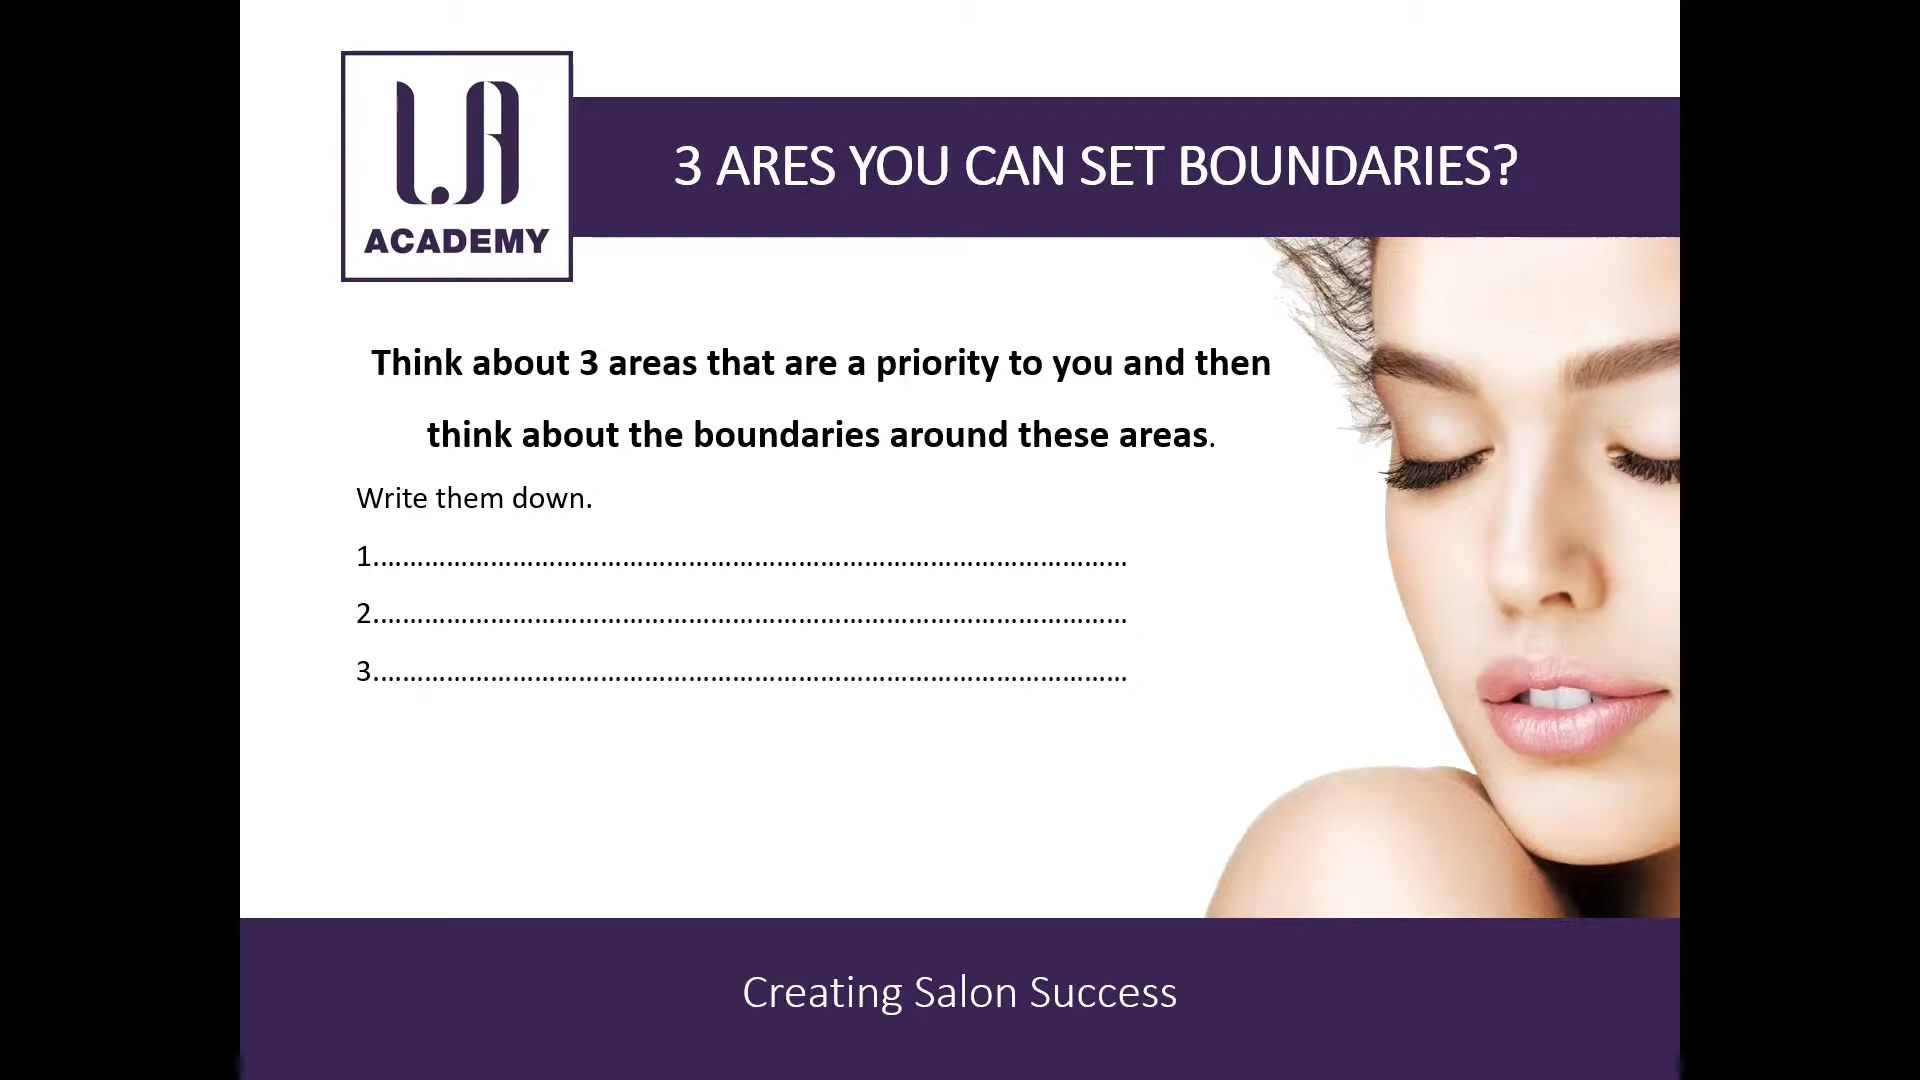 ACADEMY
3 ARES YOU CAN SET BOUNDARIES?
Think about 3 areas that are a priority to you and then
think about the boundaries around these areas.
Write them down.
1.……………………………………………………………………………………………
2.……………………………………………………………………………………………
3.……………………………………………………………………………………………
Creating Salon Success